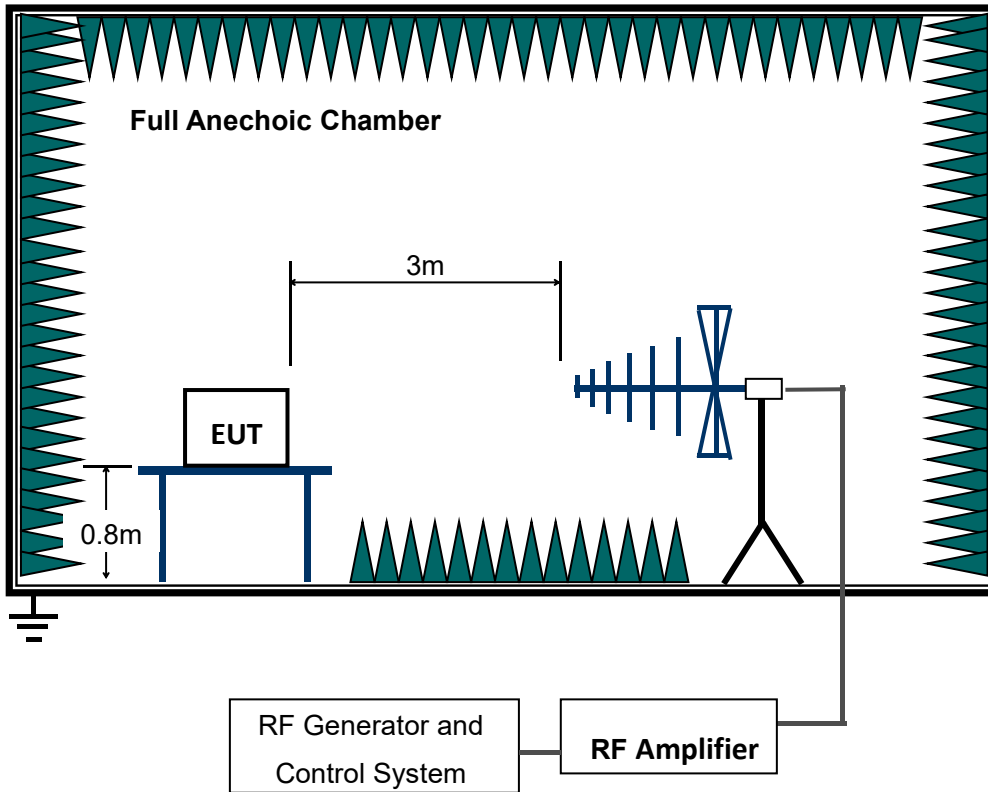 Full Anechoic Chamber
3m
EUT
0.8m
RF Generator and
Control System
RF Amplifier